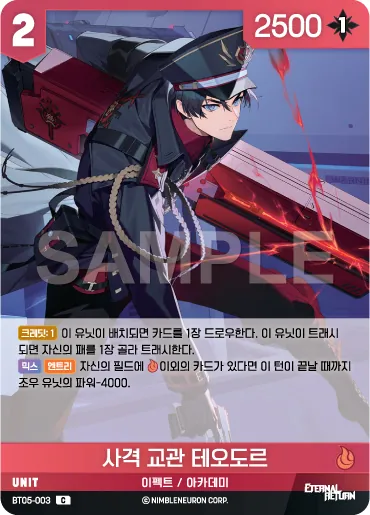 2
2500 1
SAMPLE
크레딧:1 이 유닛이 배치되면 카드를 1장 드로우한다. 이 유닛이 트래시
되면 자신의 패를 1장 골라 트래시한다.
믹스 엔트리 자신의 필드에 이외의 카드가 있다면 이 턴이 끝날 때까지
조우 유닛의 파워-4000.
사격 교관 테오도르
UNIT
이펙트 / 아카데미
BT05-003 C
©NIMBLENEURON CORP.
ETERNAL
RETURN